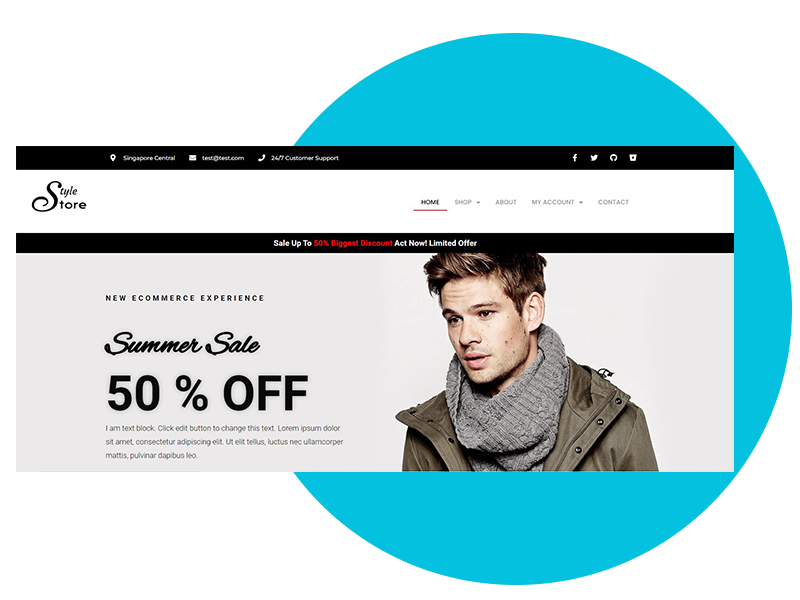 Singapore Central test@test.com 24/7 Customer Support
Style
Store
HOME SHOP ABOUT MY ACCOUNT CONTACT
Sale Up To 50% Biggest Discount Act Now! Limited Offer
NEW ECOMMERCE EXPERIENCE
Summer Sale
50 % OFF
I am text block. Click edit button to change this text. Lorem ipsum dolor
sit amet, consectetur adipiscing elit. Ut elit tellus, luctus nec ullamcorper
mattis, pulvinar dapibus leo.